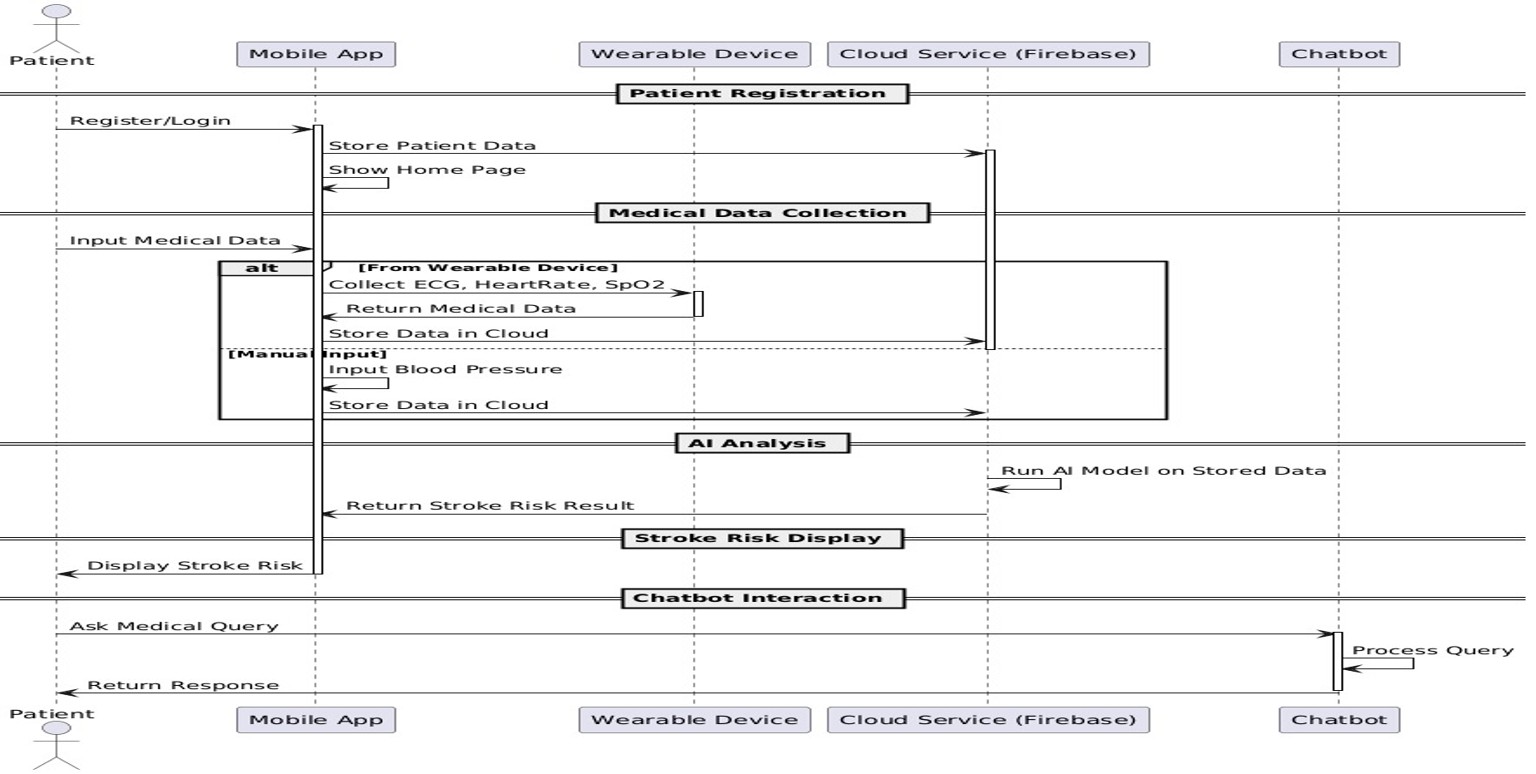 Patient
Mobile App
Wearable Device
Cloud Service (Firebase)
Chatbot
Patient Registration
Register/Login
Store Patient Data
Show Home Page
Medical Data Collection
Input Medical Data
alt
[From Wearable Device]
Collect ECG, HeartRate, SpO2
Return Medical Data
Store Data in Cloud
[Manual Input]
Input Blood Pressure
Store Data in Cloud
AI Analysis
Run AI Model on Stored Data
Return Stroke Risk Result
Stroke Risk Display
Display Stroke Risk
Chatbot Interaction
Ask Medical Query
Process Query
Return Response
Patient
Mobile App
Wearable Device
Cloud Service (Firebase)
Chatbot